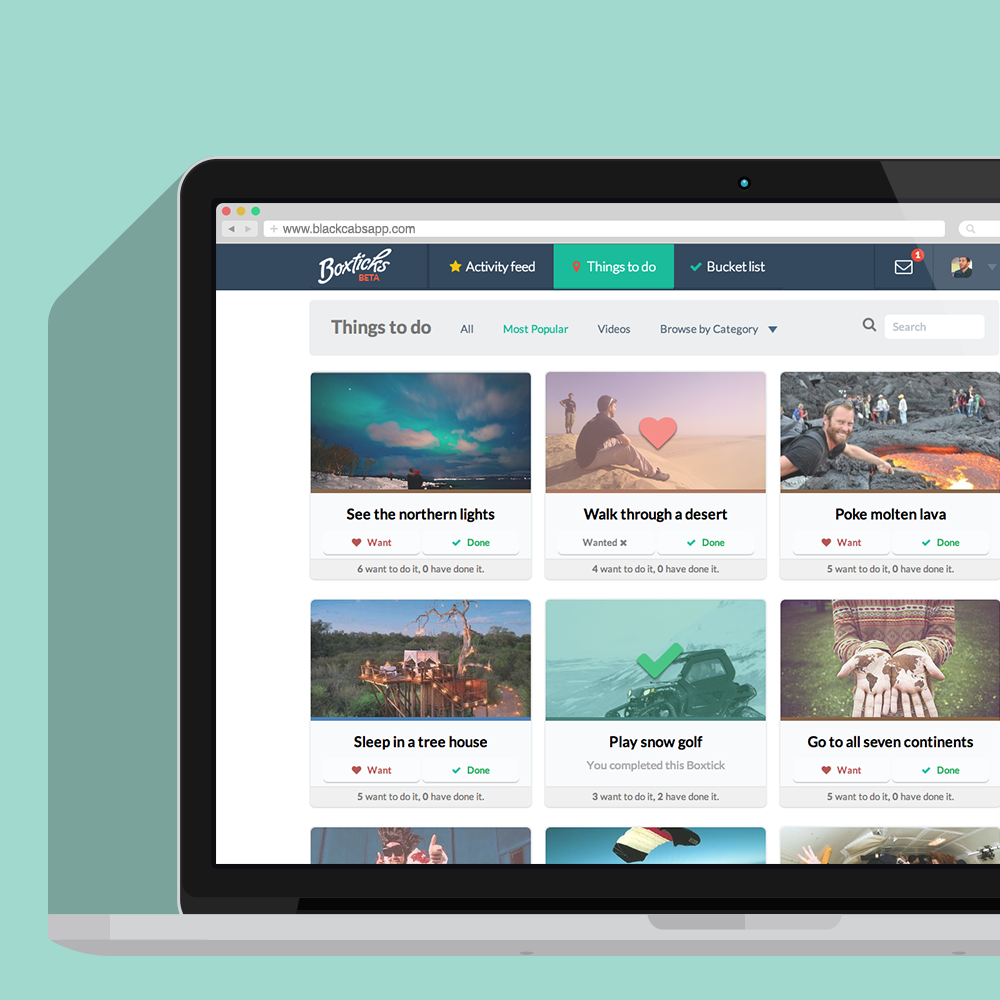 www.blackcabsapp.com
Boxticks BETA
Activity feed
Things to do
Bucket list
1
Things to do
All
Most Popular
Videos
Browse by Category
Search
See the northern lights
Want
Done
6 want to do it, 0 have done it.
Walk through a desert
Wanted ✖
Done
4 want to do it, 0 have done it.
Poke molten lava
Want
Done
5 want to do it, 0 have done it.
Sleep in a tree house
Want
Done
5 want to do it, 0 have done it.
Play snow golf
You completed this Boxtick
3 want to do it, 2 have done it.
Go to all seven continents
Want
Done
5 want to do it, 0 have done it.